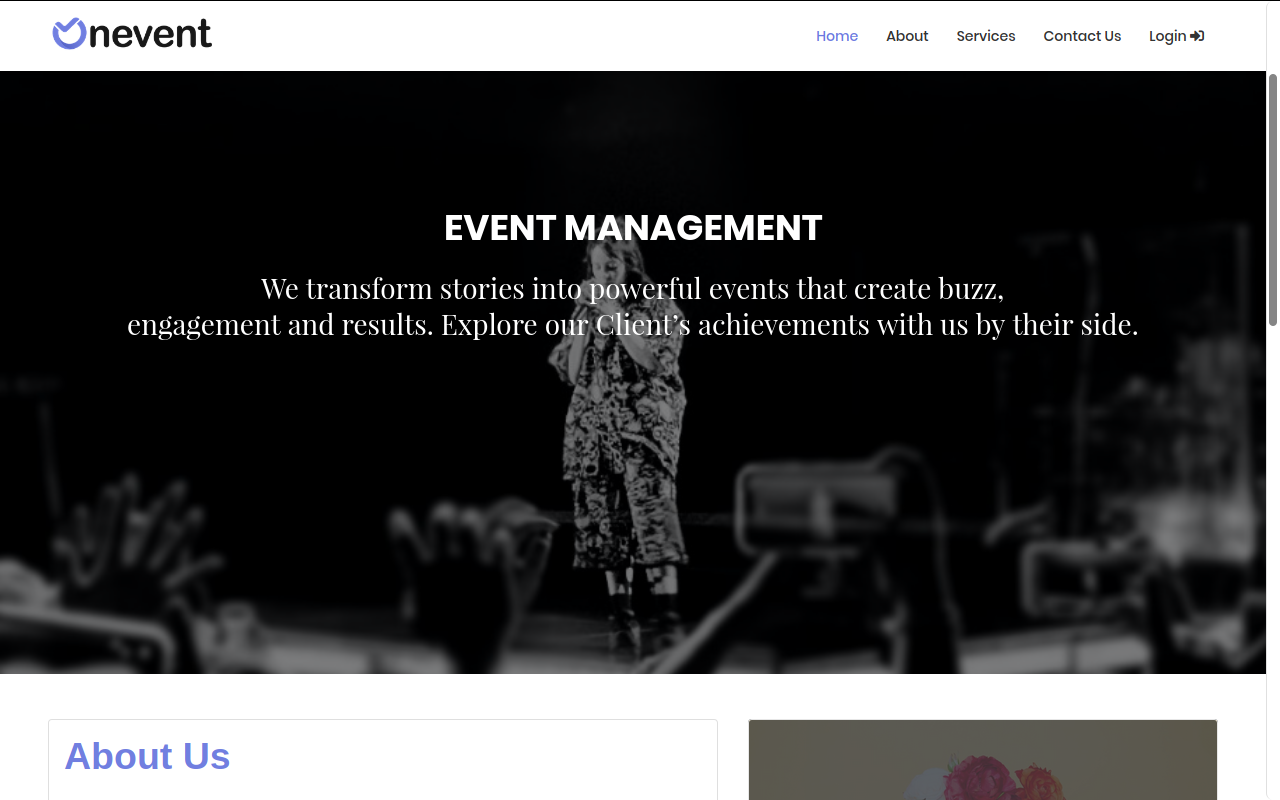 Onevent
Home
About
Services
Contact Us
Login
EVENT MANAGEMENT
We transform stories into powerful events that create buzz,
engagement and results. Explore our Client’s achievements with us by their side.
About Us